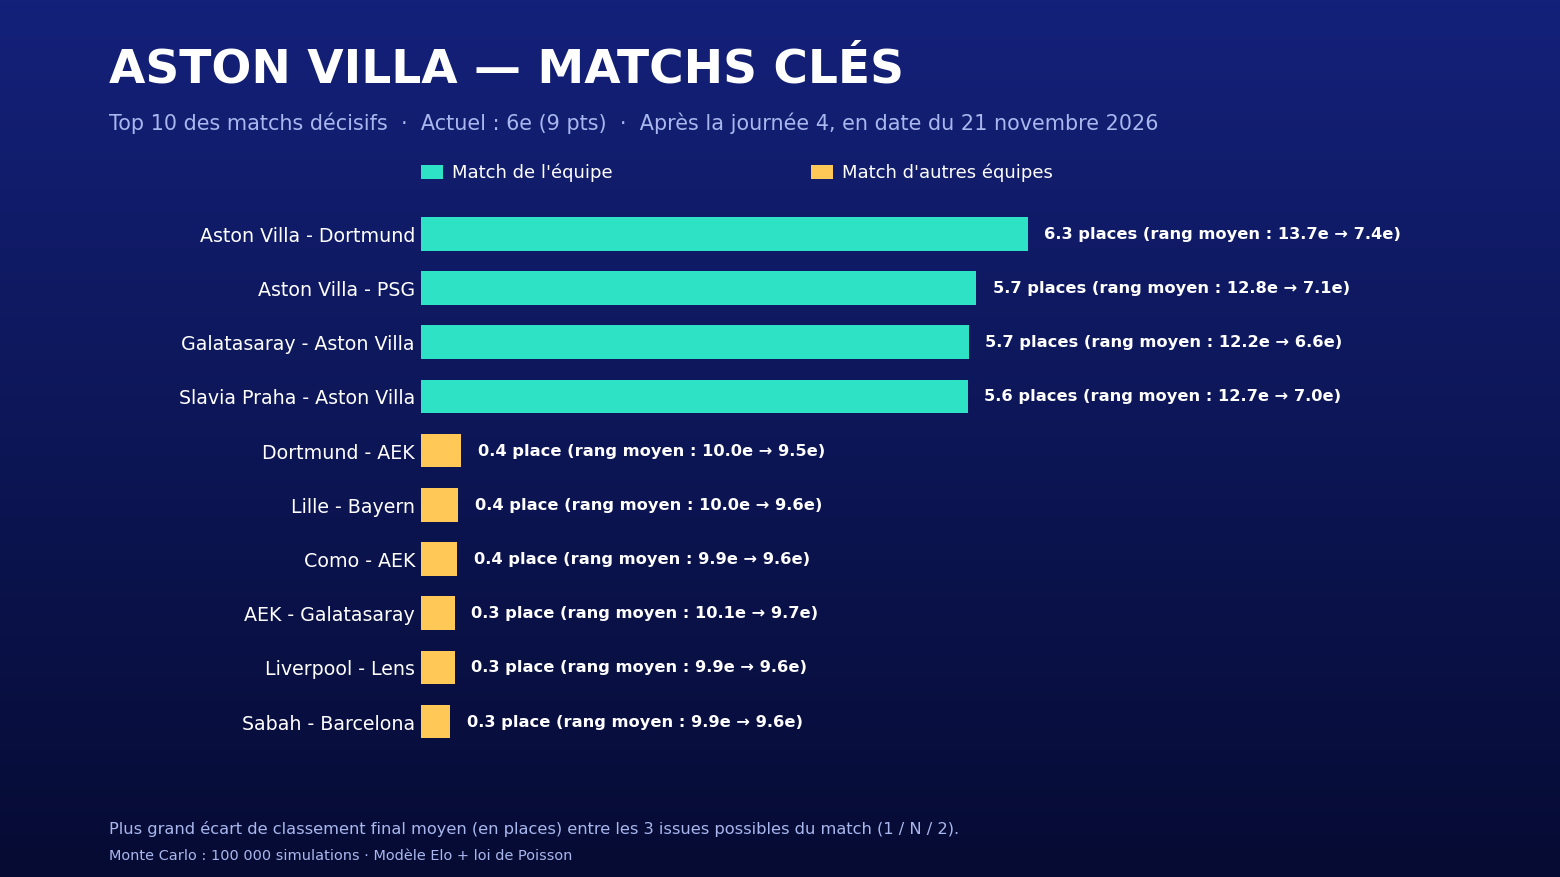 ASTON VILLA — MATCHS CLÉS
Top 10 des matchs décisifs · Actuel : 6e (9 pts) · Après la journée 4, en date du 21 novembre 2026
Match de l'équipe Match d'autres équipes
Aston Villa - Dortmund 6.3 places (rang moyen : 13.7e → 7.4e)
Aston Villa - PSG 5.7 places (rang moyen : 12.8e → 7.1e)
Galatasaray - Aston Villa 5.7 places (rang moyen : 12.2e → 6.6e)
Slavia Praha - Aston Villa 5.6 places (rang moyen : 12.7e → 7.0e)
Dortmund - AEK 0.4 place (rang moyen : 10.0e → 9.5e)
Lille - Bayern 0.4 place (rang moyen : 10.0e → 9.6e)
Como - AEK 0.4 place (rang moyen : 9.9e → 9.6e)
AEK - Galatasaray 0.3 place (rang moyen : 10.1e → 9.7e)
Liverpool - Lens 0.3 place (rang moyen : 9.9e → 9.6e)
Sabah - Barcelona 0.3 place (rang moyen : 9.9e → 9.6e)
Plus grand écart de classement final moyen (en places) entre les 3 issues possibles du match (1 / N / 2).
Monte Carlo : 100 000 simulations · Modèle Elo + loi de Poisson